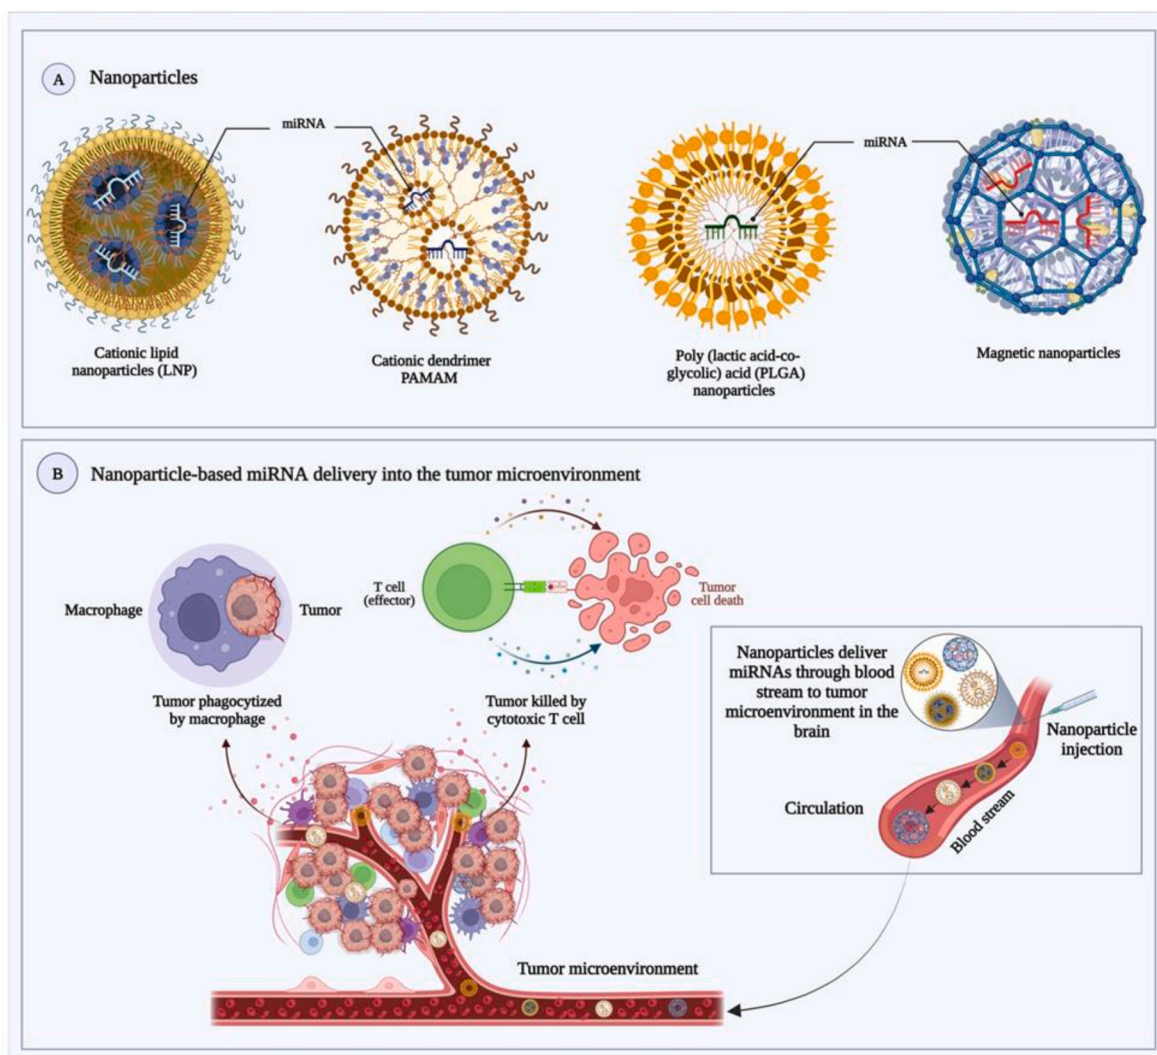 A Nanoparticles
miRNA
miRNA
Cationic lipid
nanoparticles (LNP)
Cationic dendrimer
PAMAM
Poly (lactic acid-co-
glycolic) acid (PLGA)
nanoparticles
Magnetic nanoparticles
B Nanoparticle-based miRNA delivery into the tumor microenvironment
Macrophage
Tumor
T cell
(effector)
Tumor
cell death
Tumor phagocytized
by macrophage
Tumor killed by
cytotoxic T cell
Nanoparticles deliver
miRNAs through blood
stream to tumor
microenvironment in the
brain
Nanoparticle
injection
Circulation
Blood stream
Tumor microenvironment